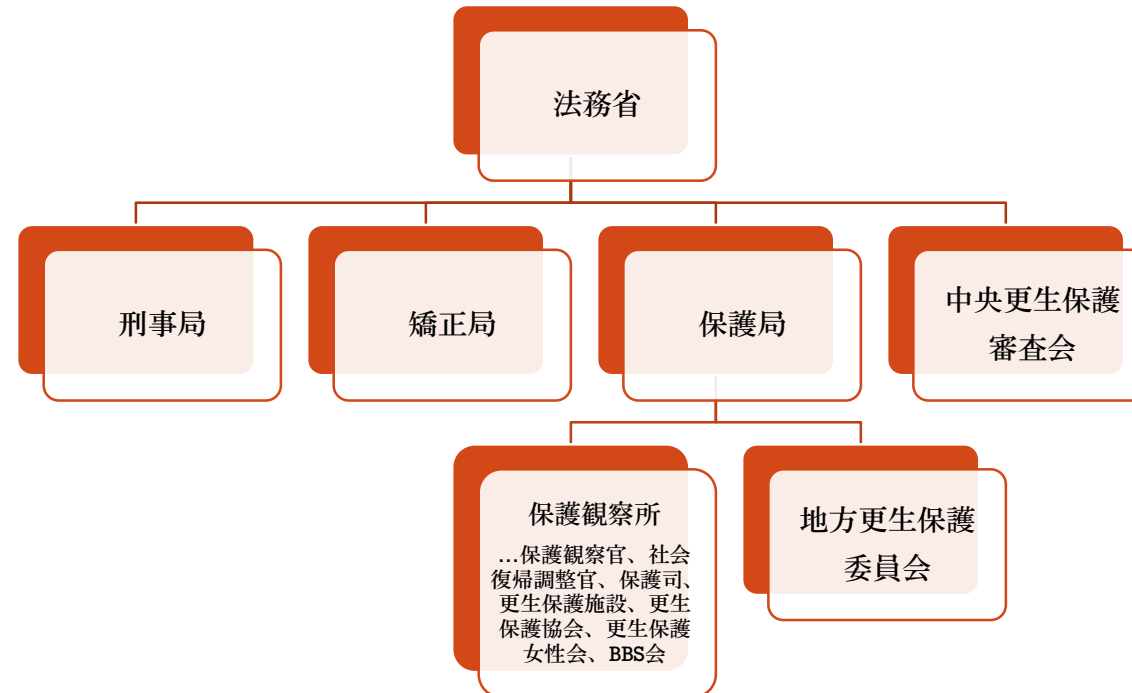 法務省
刑事局
矯正局
保護局
中央更生保護
審査会
保護観察所
…保護観察官、社会
復帰調整官、保護司、
更生保護施設、更生
保護協会、更生保護
女性会、BBS会
地方更生保護
委員会